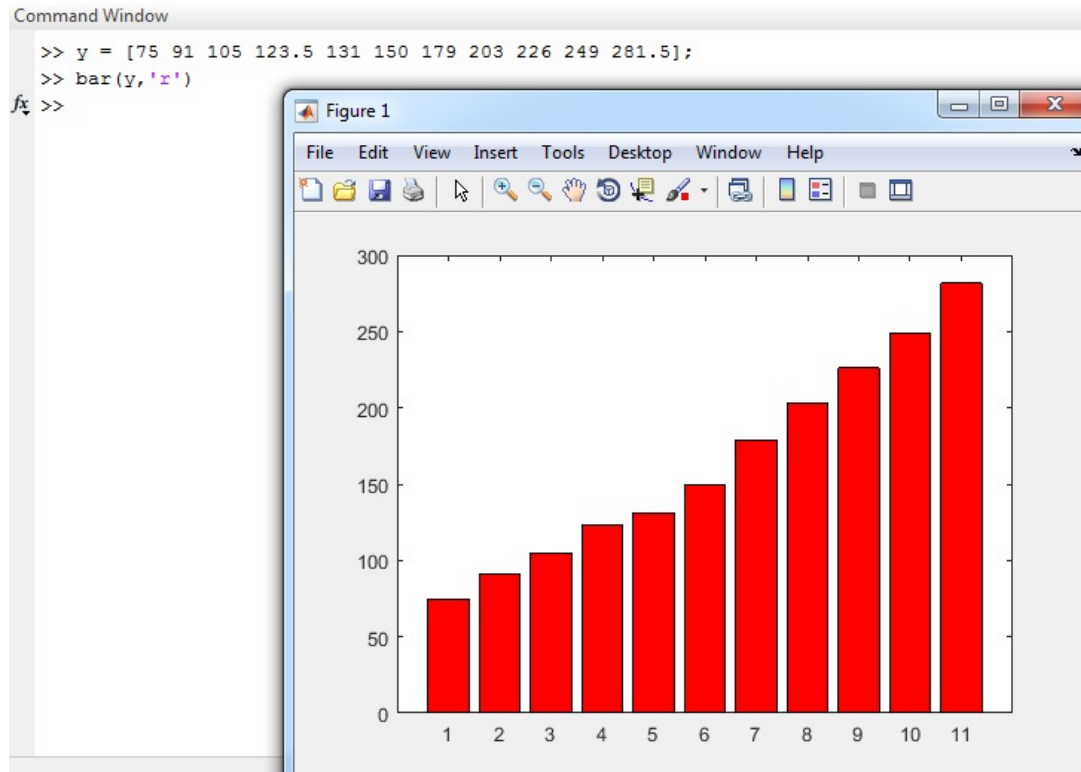 Command Window
>> y = [75 91 105 123.5 131 150 179 203 226 249 281.5];
>> bar(y,'r')
fx >>
Figure 1
File Edit View Insert Tools Desktop Window Help
300
250
200
150
100
50
0
1 2 3 4 5 6 7 8 9 10 11